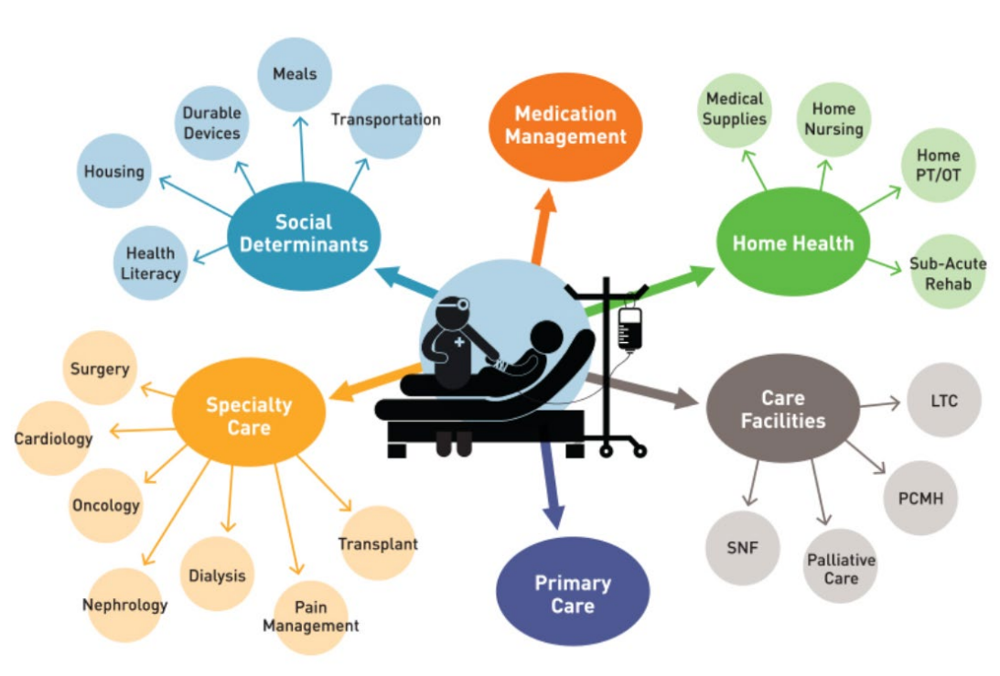 Meals
Durable
Devices
Transportation
Housing
Health
Literacy
Social
Determinants
Medication
Management
Medical
Supplies
Home
Nursing
Home
PT/OT
Sub-Acute
Rehab
Home Health
Surgery
Cardiology
Oncology
Nephrology
Dialysis
Pain
Management
Transplant
Specialty
Care
Primary
Care
Care
Facilities
LTC
PCMH
Palliative
Care
SNF